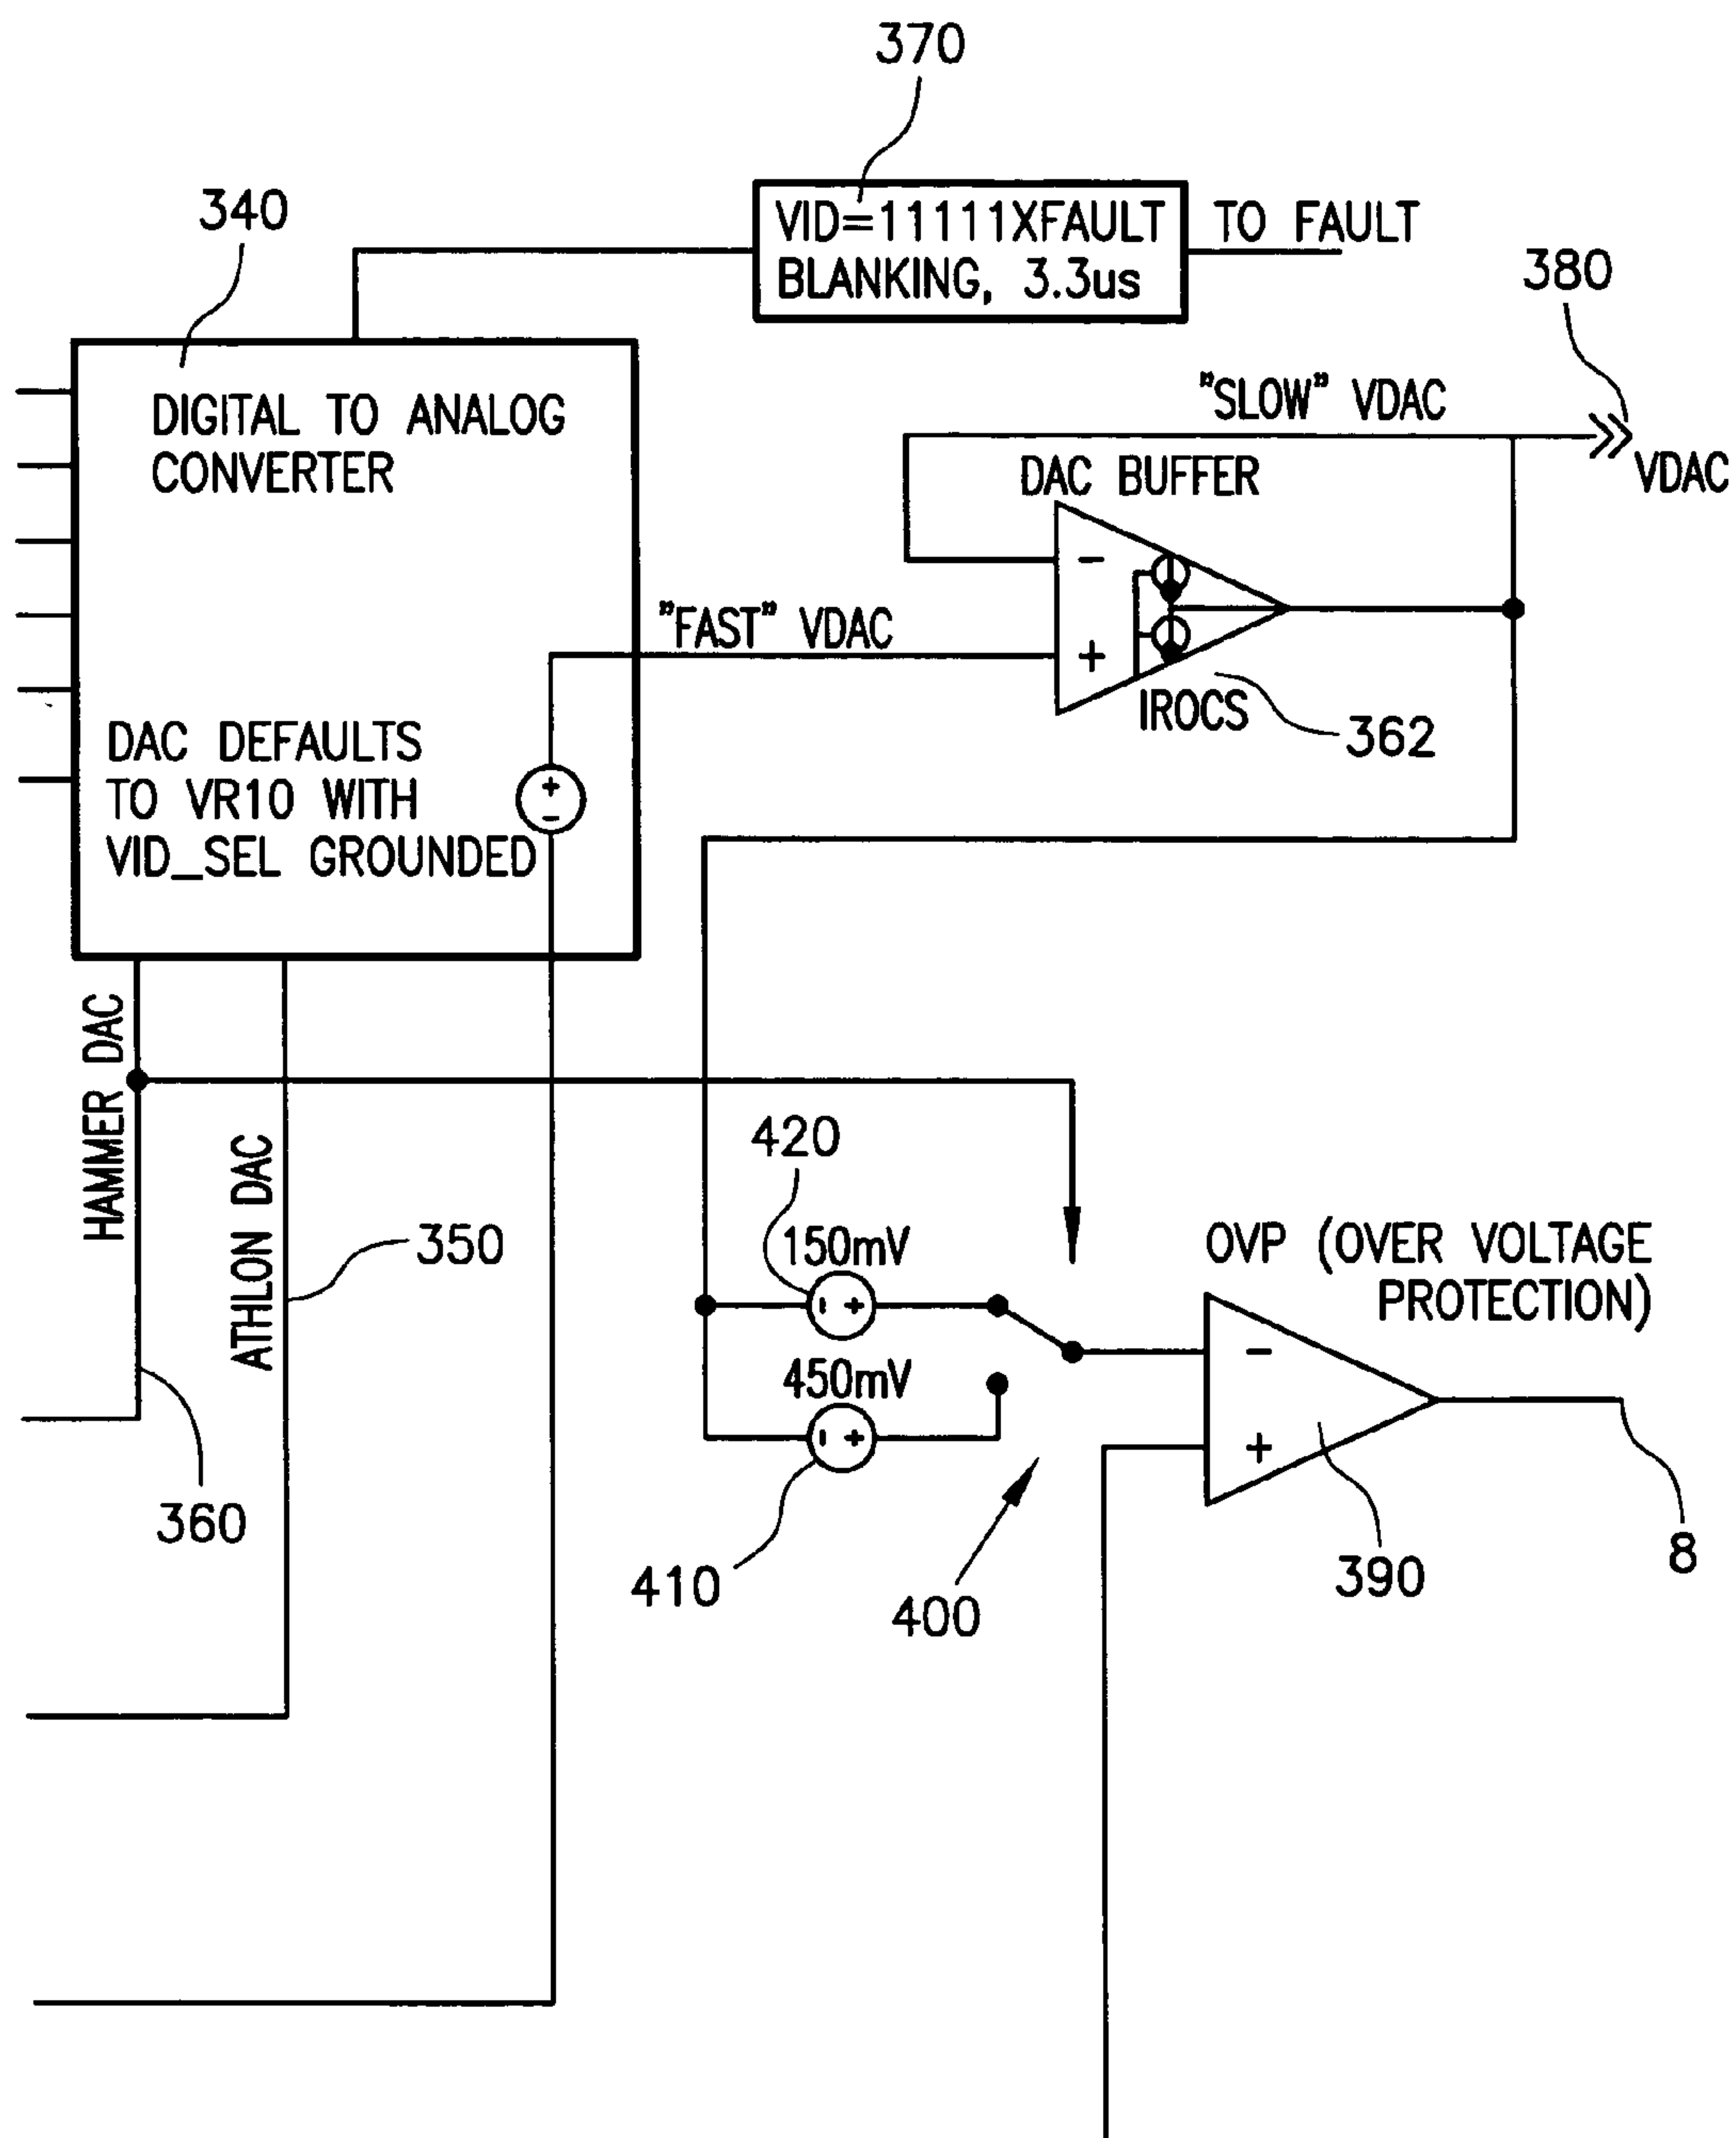 370
340
VID=11111XFAULT
BLANKING, 3.3us
TO FAULT
380
DIGITAL TO ANALOG
CONVERTER
"SLOW" VDAC
VDAC
DAC BUFFER
-
+
"FAST" VDAC
IROCS
362
DAC DEFAULTS
TO VR10 WITH
VID_SEL GROUNDED
+
-
HAMMER DAC
ATHLON DAC
350
360
420
150mV
- +
450mV
- +
410
400
OVP (OVER VOLTAGE
PROTECTION)
-
+
390
8